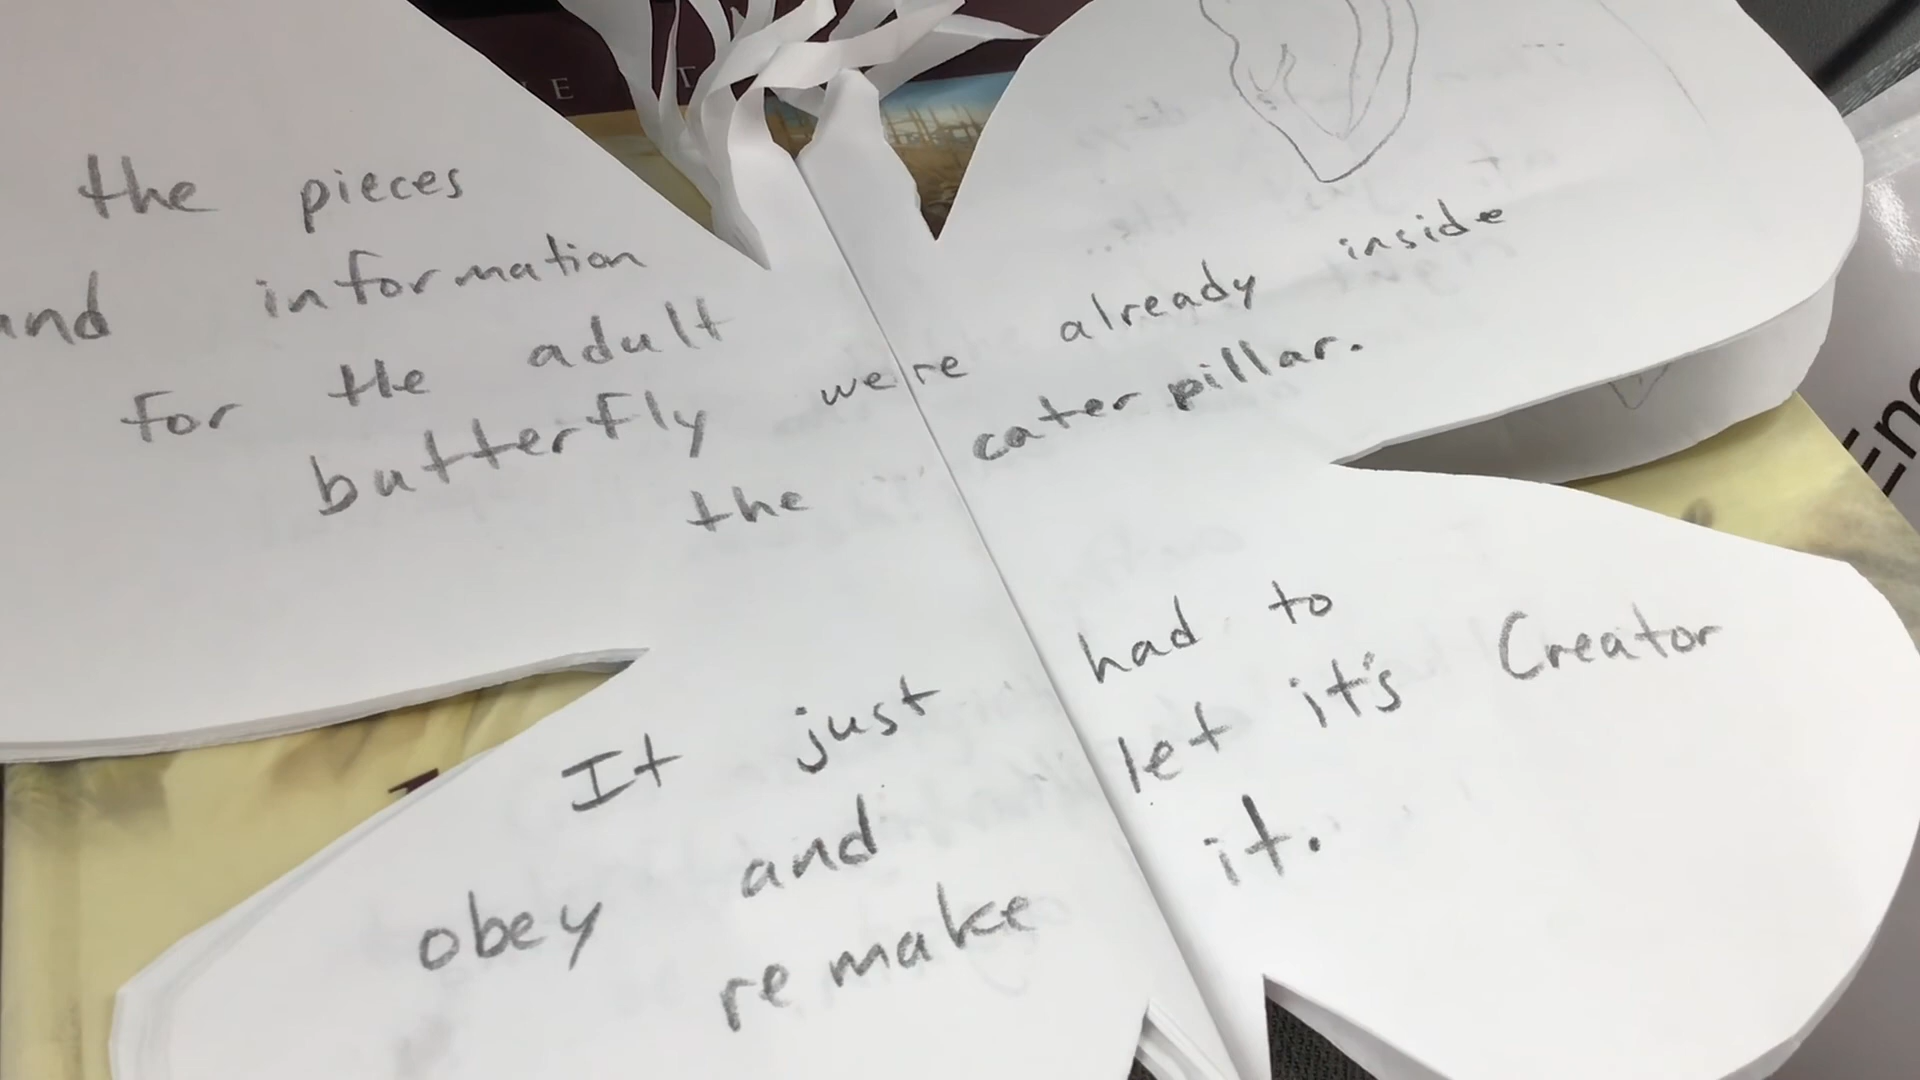 the pieces
and information
for the adult
butterfly were already inside
the caterpillar.
It just had to
obey and let it's Creator
remake it.